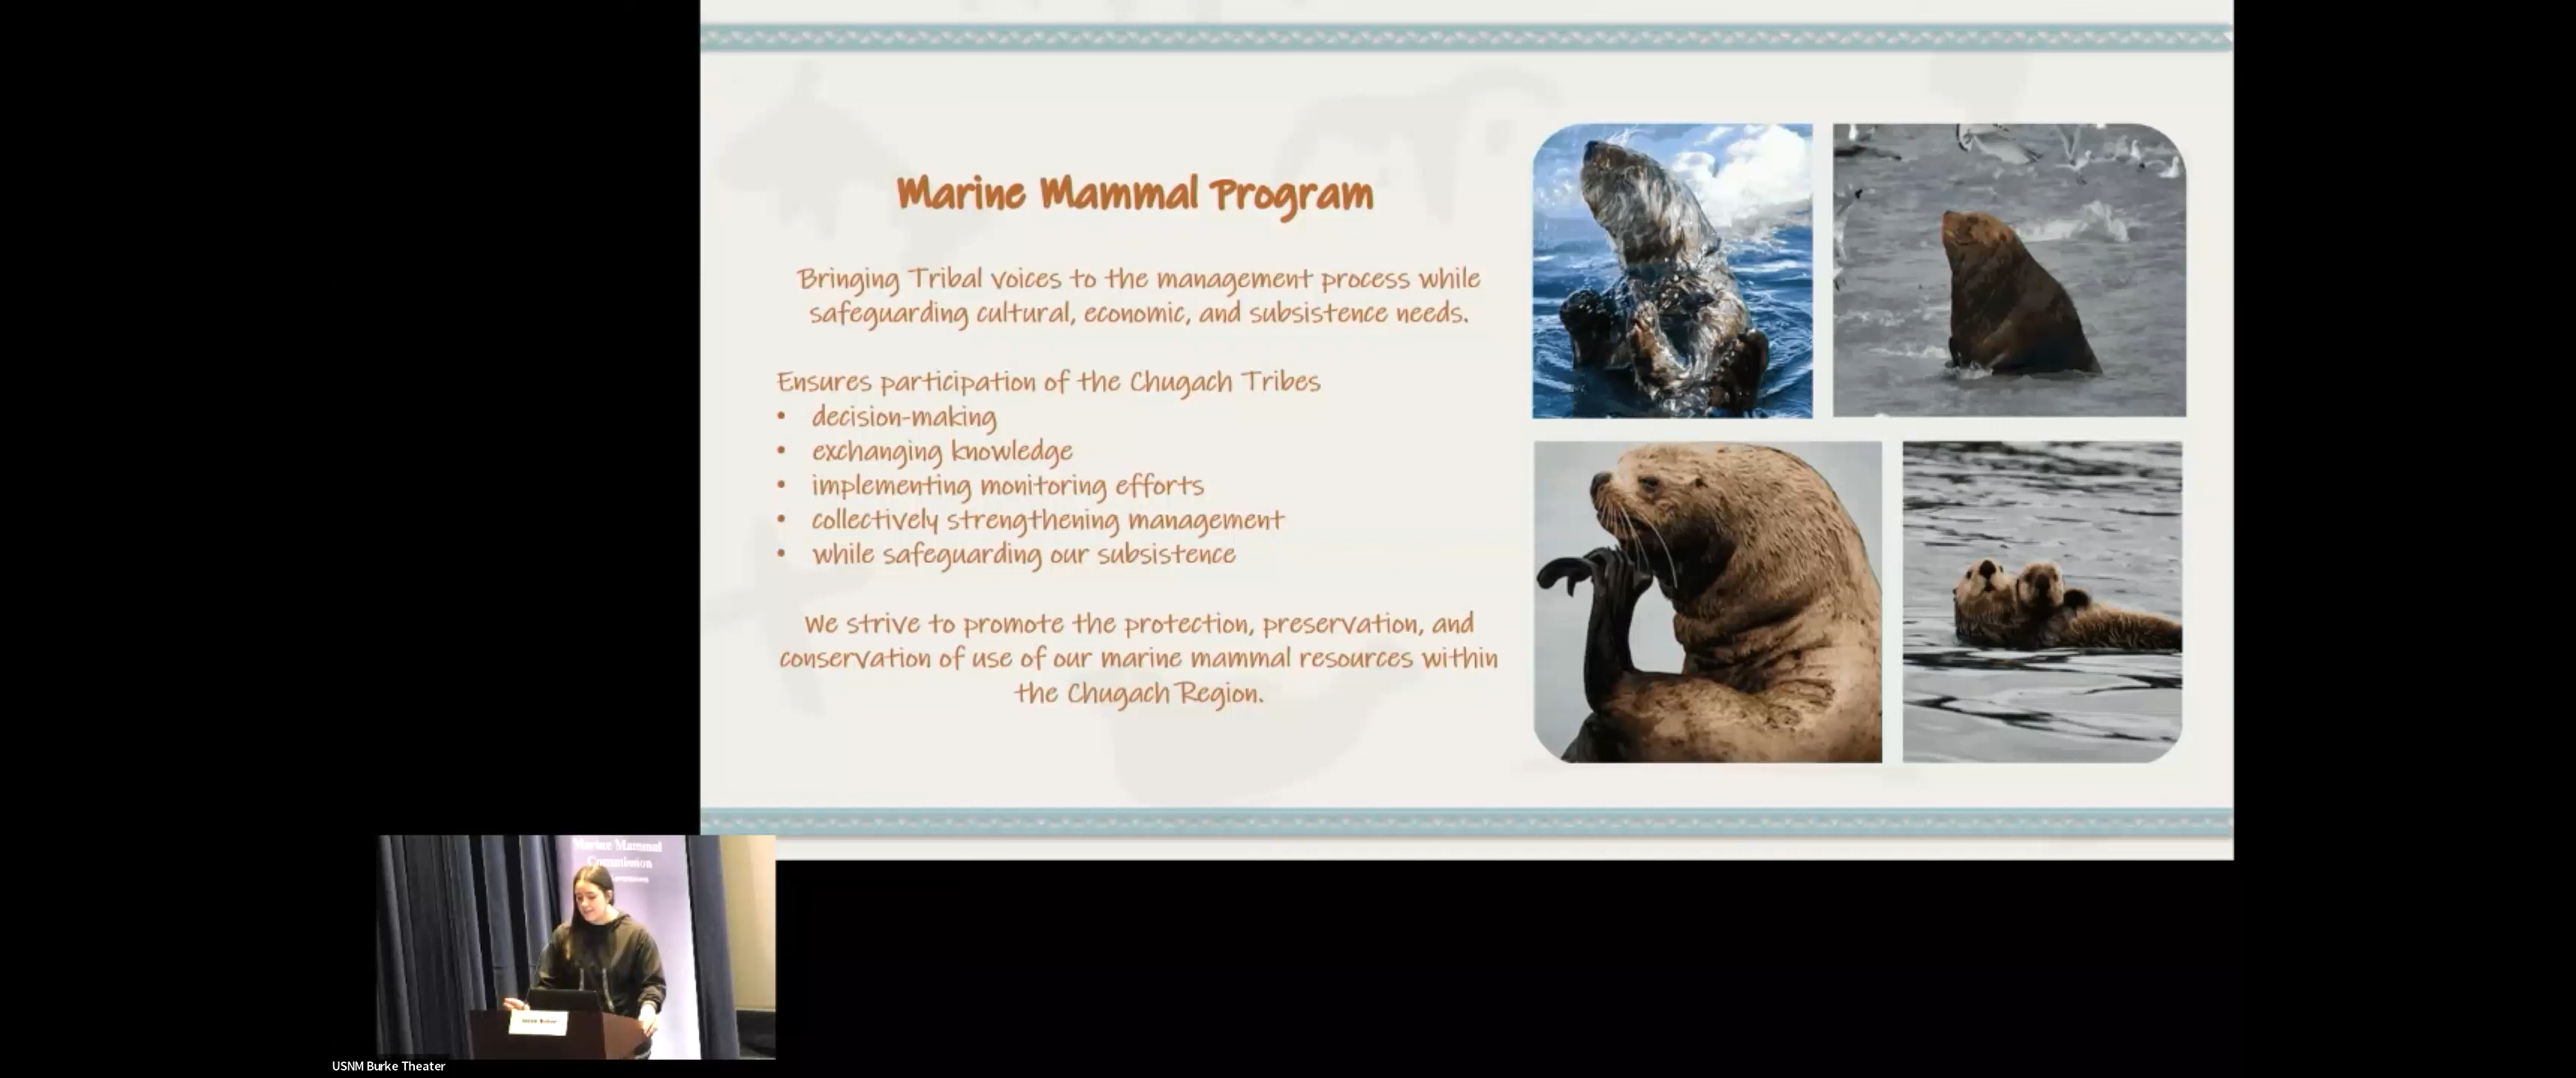 Marine Mammal Program
Bringing Tribal voices to the management process while
safeguarding cultural, economic, and subsistence needs.
Ensures participation of the Chugach Tribes
• decision-making
• exchanging knowledge
• implementing monitoring efforts
• collectively strengthening management
• while safeguarding our subsistence
We strive to promote the protection, preservation, and
conservation of use of our marine mammal resources within
the Chugach Region.
Marine Mammal
Commission
USNM Burke Theater